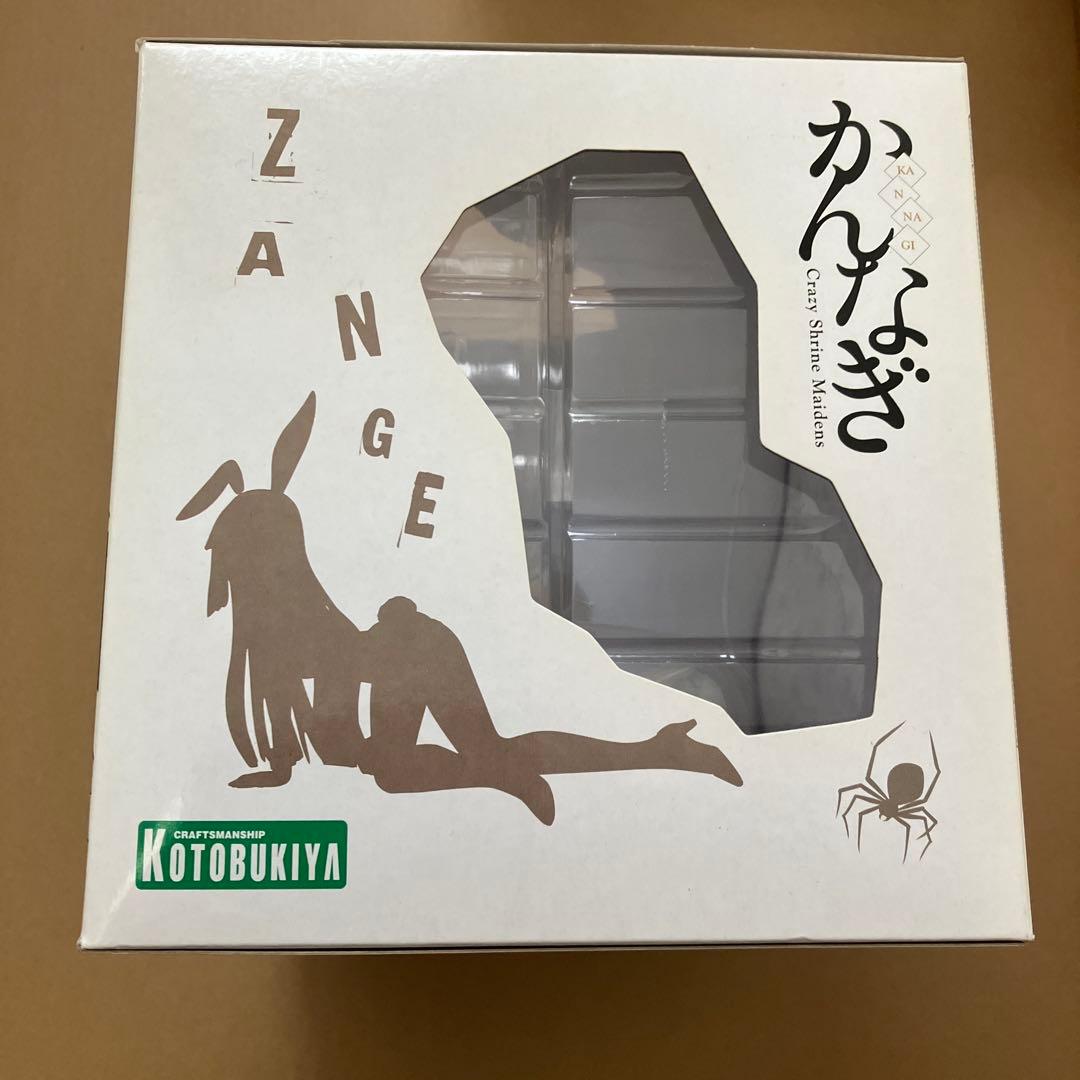 ZANGE
かんなぎ
KA
N
NA
GI
Crazy Shrine Maidens
CRAFTSMANSHIP
KOTOBUKIYA